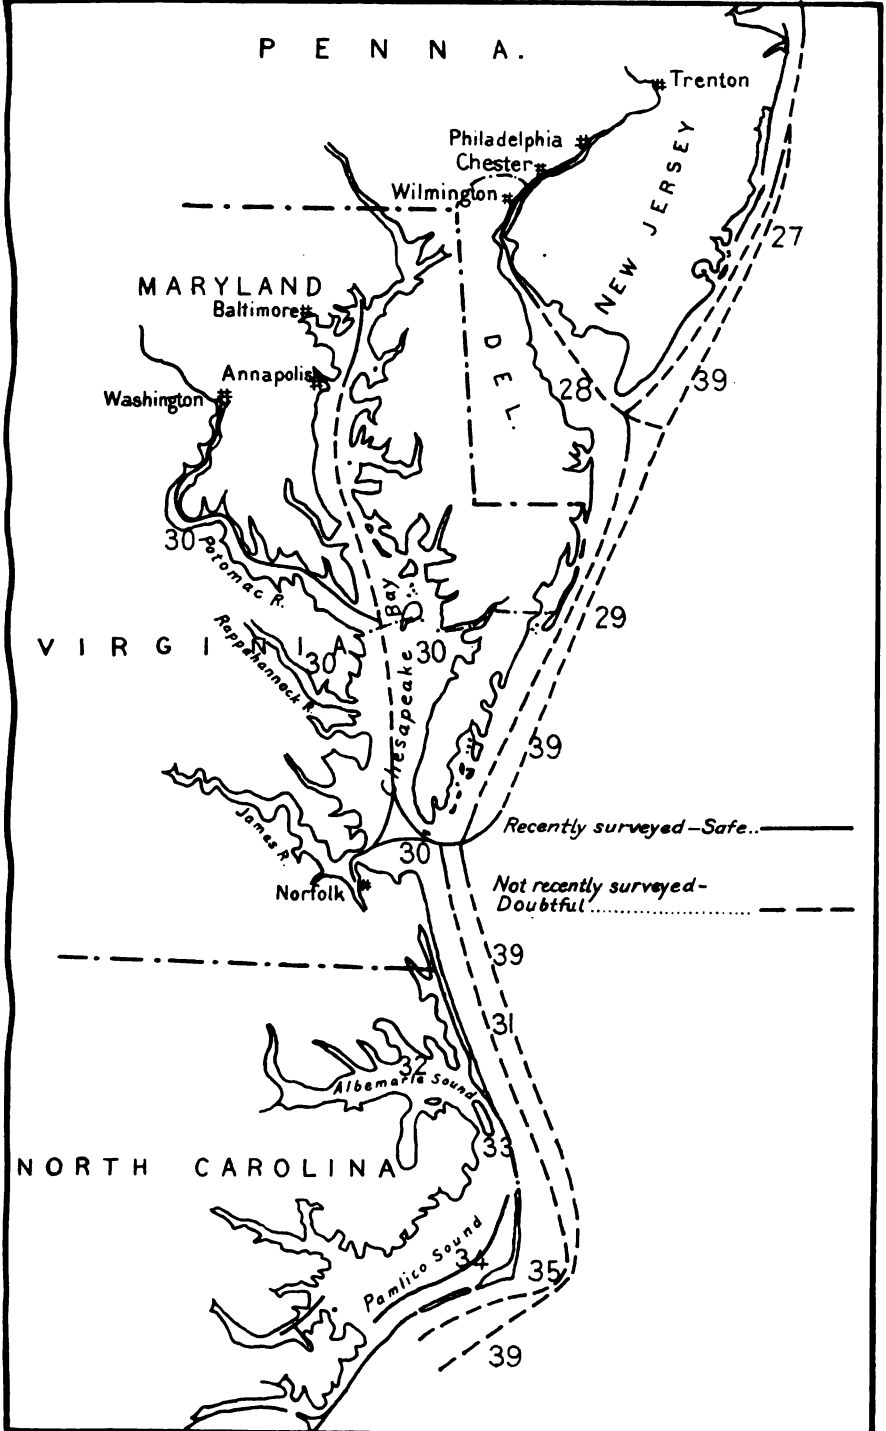 PENNA.
Trenton
Philadelphia
Chester
Wilmington
NEW JERSEY
27
MARYLAND
Baltimore
DEL.
Annapolis
Washington
28
39
30
Potomac R.
Bay
29
VIRGINIA
30
30
Rappahannock R.
Chesapeake
39
James R.
Recently surveyed-Safe..
30
Norfolk
Not recently surveyed-
Doubtful
39
31
32
Albemarle Sound
33
NORTH CAROLINA
34
Pamlico Sound
35
39